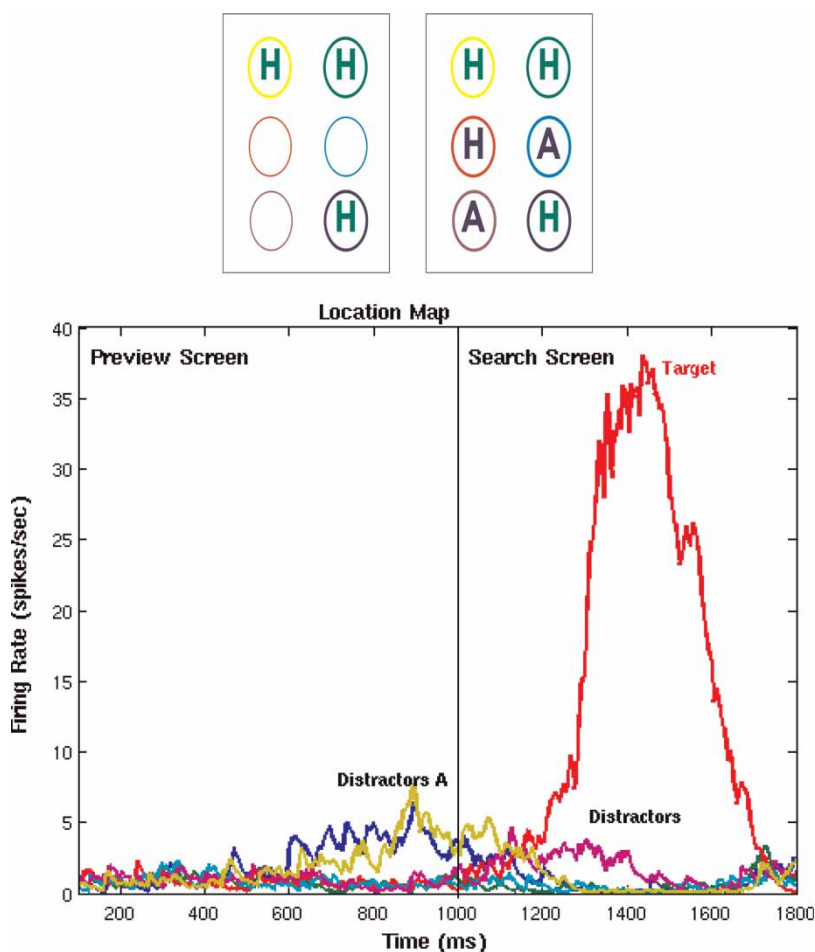 H H H H
H A
H A H
Location Map
40
Preview Screen Search Screen
Target
35
30
25
20
15
10
Distractors A
Distractors
5
0
200 400 600 800 1000 1200 1400 1600 1800
Time (ms)
Firing Rate (spikes/sec)